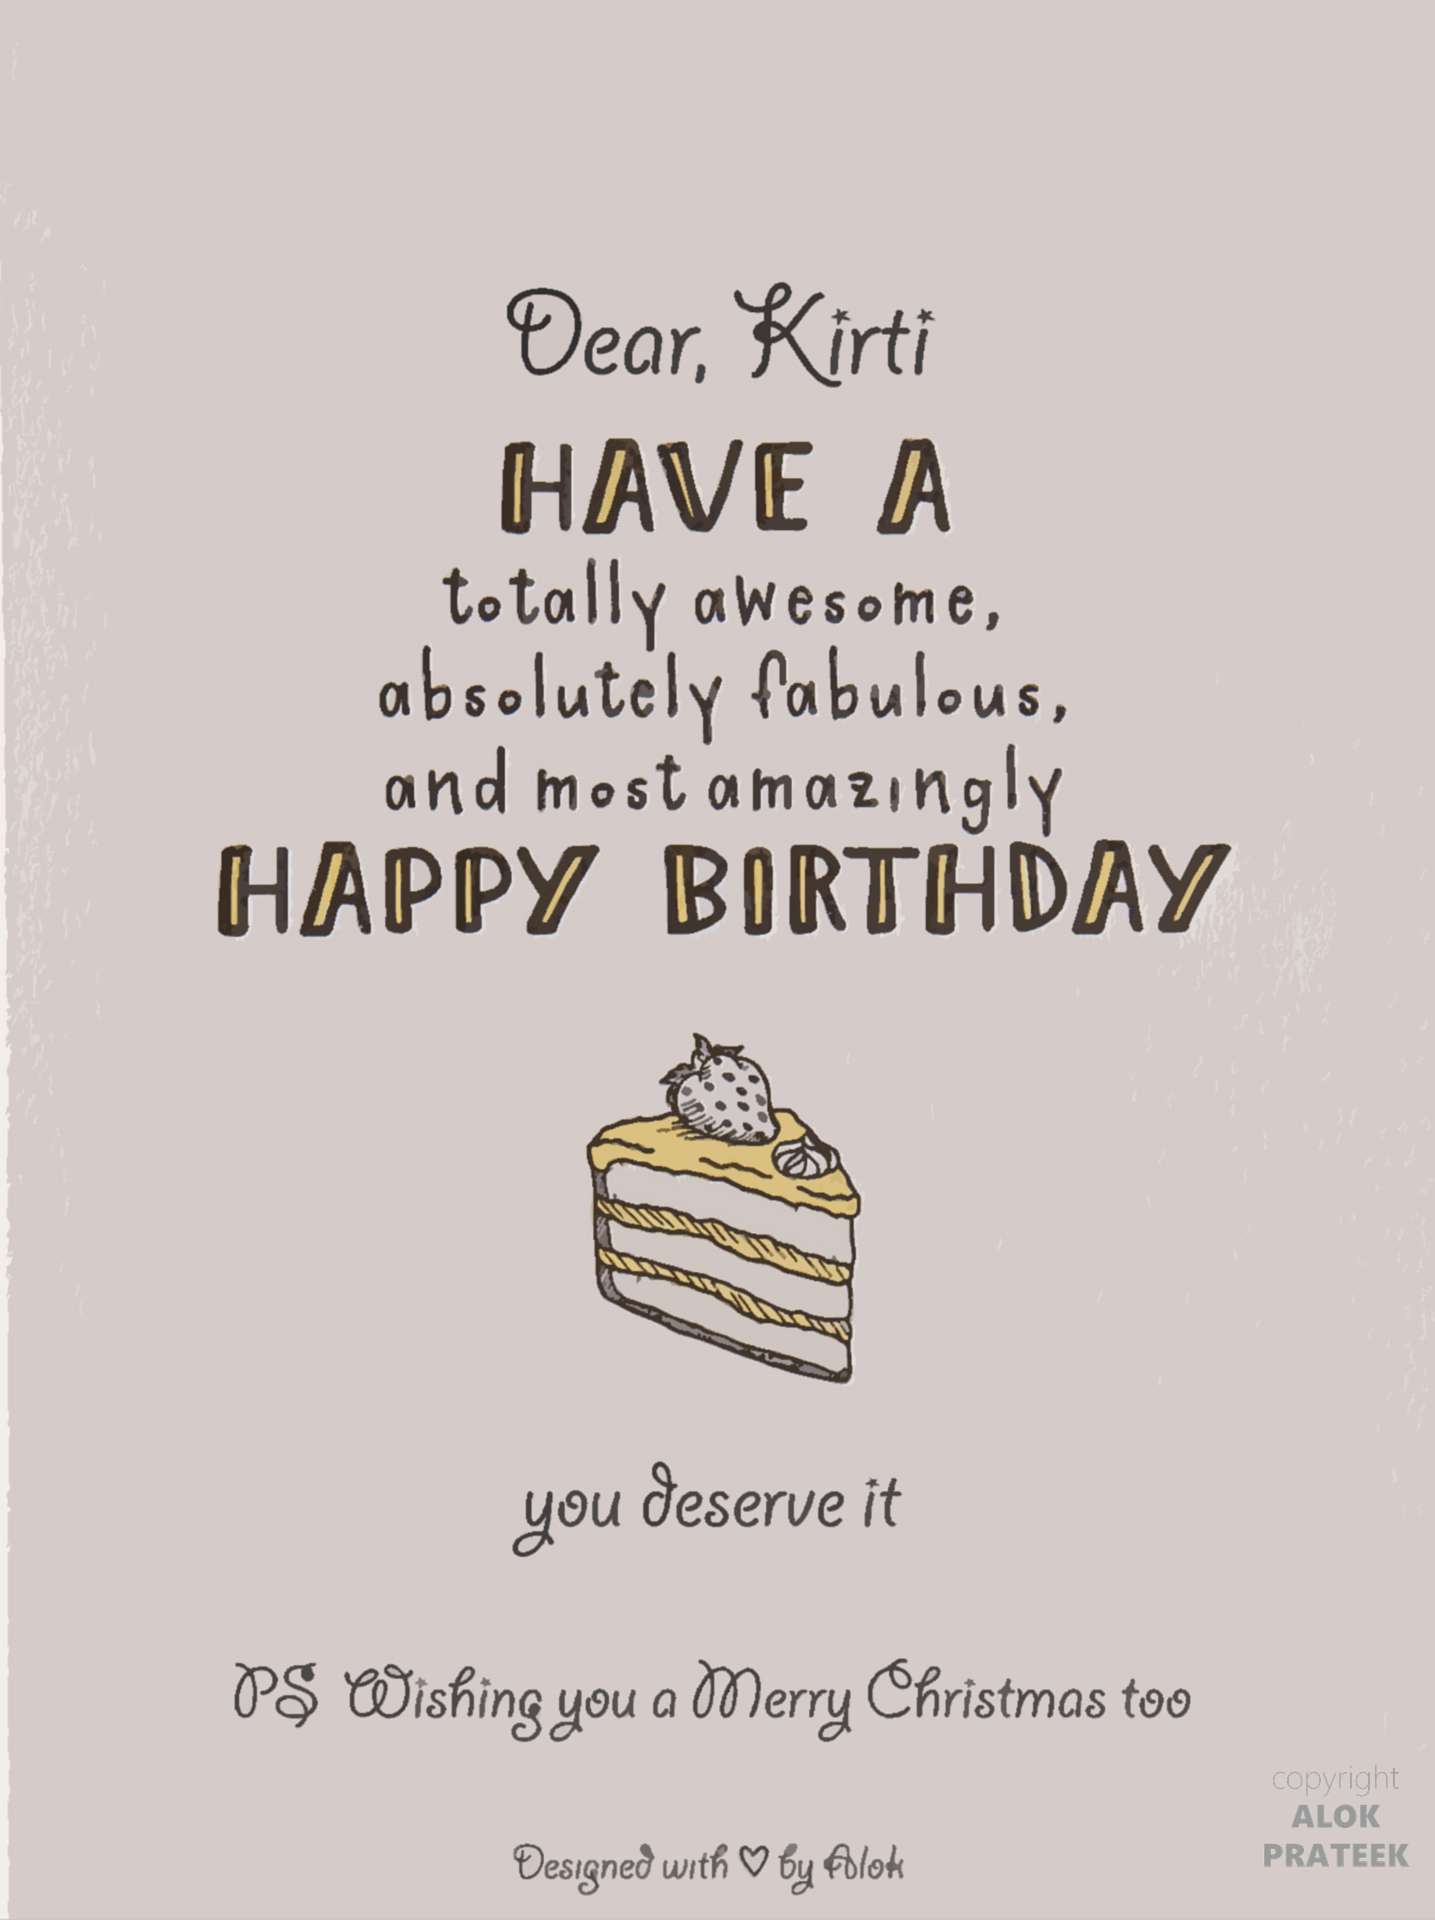 Dear, Kirti
HAVE A
totally awesome,
absolutely fabulous,
and most amazingly
HAPPY BIRTHDAY
you deserve it
PS Wishing you a Merry Christmas too
copyright
ALOK
PRATEEK
Designed with ♡ by Alok